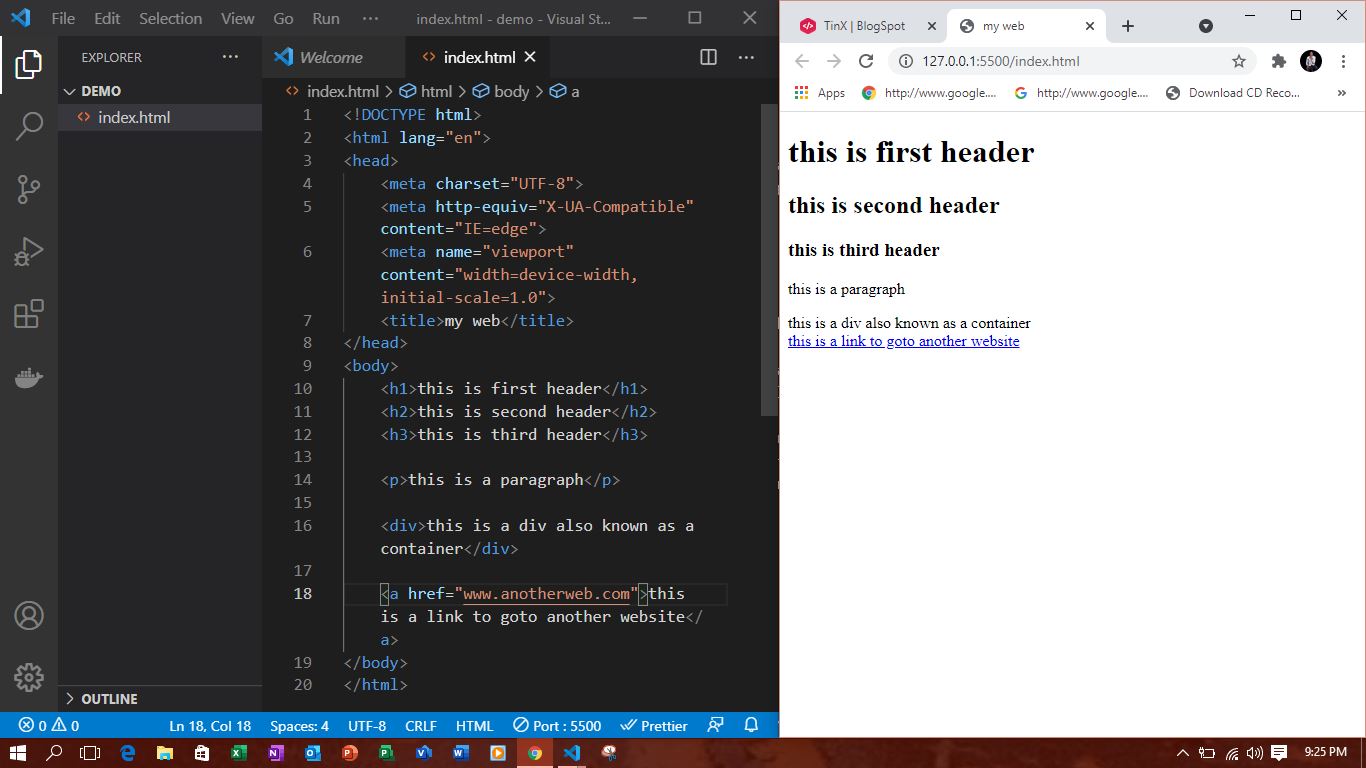 File Edit Selection View Go Run ··· index.html - demo - Visual St...
EXPLORER ···
DEMO
index.html
OUTLINE
Welcome
index.html
index.html > html > body > a
1 <!DOCTYPE html>
2 <html lang="en">
3 <head>
4 <meta charset="UTF-8">
5 <meta http-equiv="X-UA-Compatible"
content="IE=edge">
6 <meta name="viewport"
content="width=device-width,
initial-scale=1.0">
7 <title>my web</title>
8 </head>
9 <body>
10 <h1>this is first header</h1>
11 <h2>this is second header</h2>
12 <h3>this is third header</h3>
13
14 <p>this is a paragraph</p>
15
16 <div>this is a div also known as a
container</div>
17
18 <a href="www.anotherweb.com">this
is a link to goto another website</
a>
19 </body>
20 </html>
0 0 Ln 18, Col 18 Spaces: 4 UTF-8 CRLF HTML Port : 5500 Prettier
TinX | BlogSpot
my web
127.0.0.1:5500/index.html
Apps http://www.google.... http://www.google.... Download CD Reco... »
this is first header
this is second header
this is third header
this is a paragraph
this is a div also known as a container
this is a link to goto another website
9:25 PM